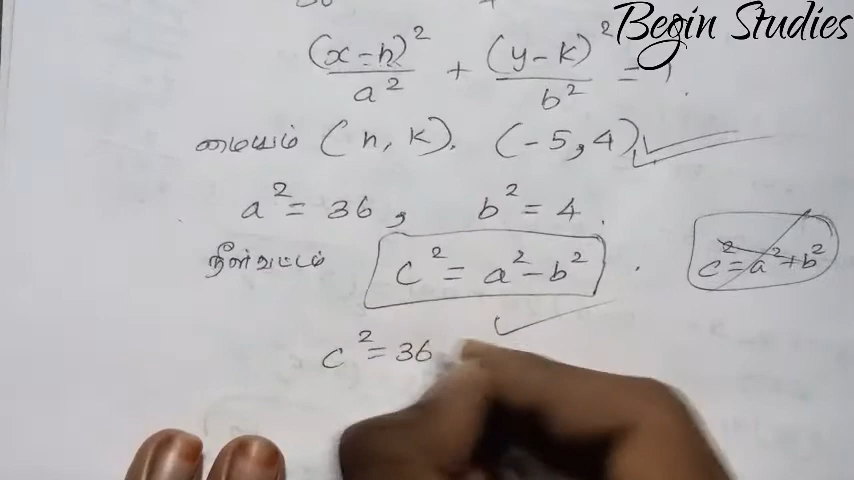 Begin Studies
(x-h)²/a² + (y-k)²/b² = 1.
மையம் (h, k). (-5, 4)
a² = 36, b² = 4.
நீள்வட்டம் c² = a² - b². c² = a² + b²
c² = 36